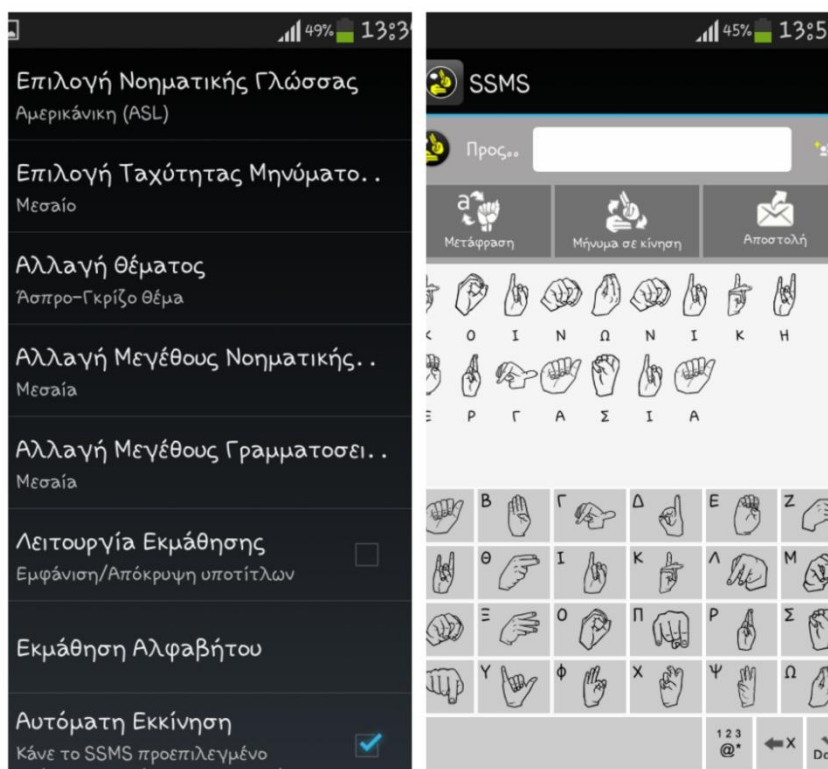 49% 13:3
Επιλογή Νοηματικής Γλώσσας
Αμερικάνικη (ASL)
Επιλογή Ταχύτητας Μηνύματο..
Μεσαίο
Αλλαγή Θέματος
Άσπρο-Γκρίζο Θέμα
Αλλαγή Μεγέθους Νοηματικής..
Μεσαία
Αλλαγή Μεγέθους Γραμματοσει..
Μεσαία
Λειτουργία Εκμάθησης
Εμφάνιση/Απόκρυψη υποτίτλων
Εκμάθηση Αλφαβήτου
Αυτόματη Εκκίνηση
Κάνε το SSMS προεπιλεγμένο
45% 13:5
SSMS
Προς..
Μετάφραση Μήνυμα σε κίνηση Αποστολή
Κ Ο Ι Ν Ω Ν Ι Κ Η
Ε Ρ Γ Α Σ Ι Α
Β Γ Δ Ε Ζ
Θ Ι Κ Λ Μ
Ξ Ο Π Ρ Σ
Υ Φ Χ Ψ Ω
123
@*